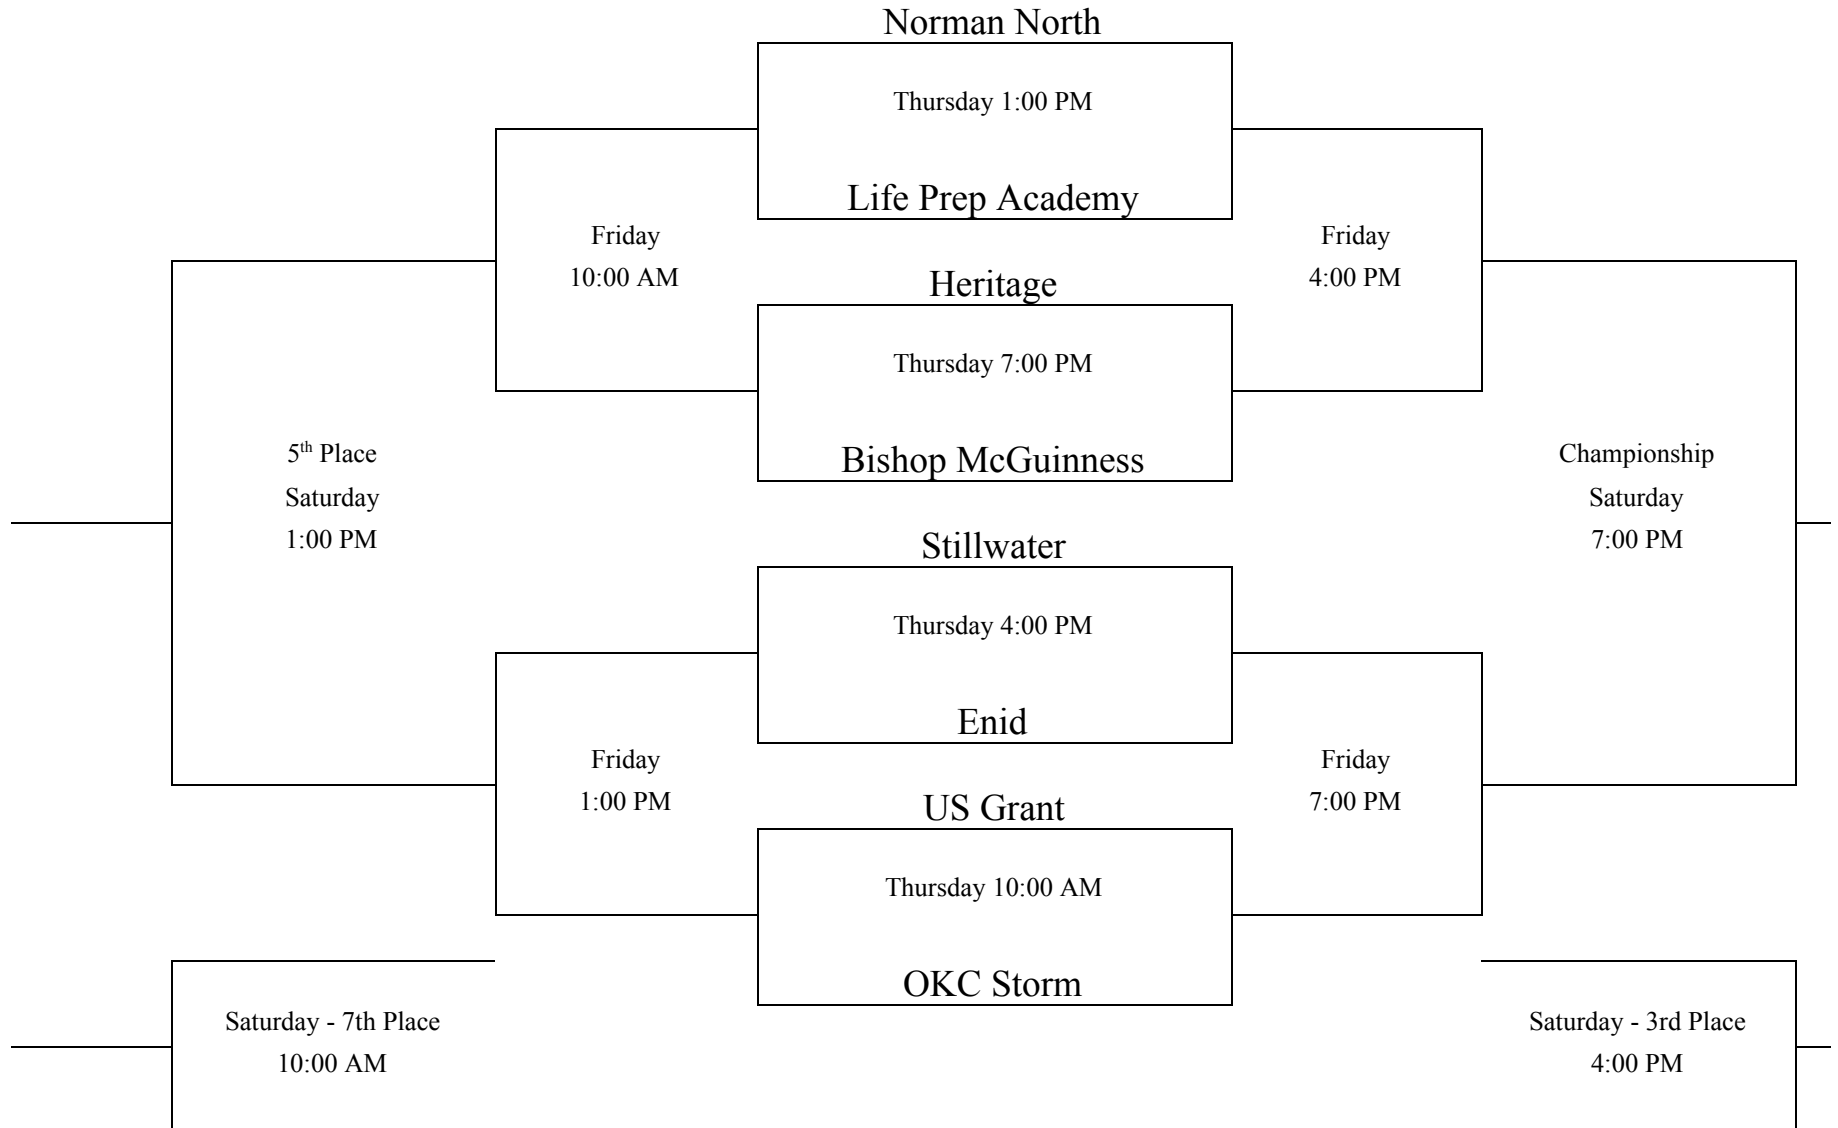 Norman North
Thursday 1:00 PM
Life Prep Academy
Friday
10:00 AM
Friday
4:00 PM
Heritage
Thursday 7:00 PM
Bishop McGuinness
5th Place
Saturday
1:00 PM
Championship
Saturday
7:00 PM
Stillwater
Thursday 4:00 PM
Enid
Friday
1:00 PM
Friday
7:00 PM
US Grant
Thursday 10:00 AM
OKC Storm
Saturday - 7th Place
10:00 AM
Saturday - 3rd Place
4:00 PM